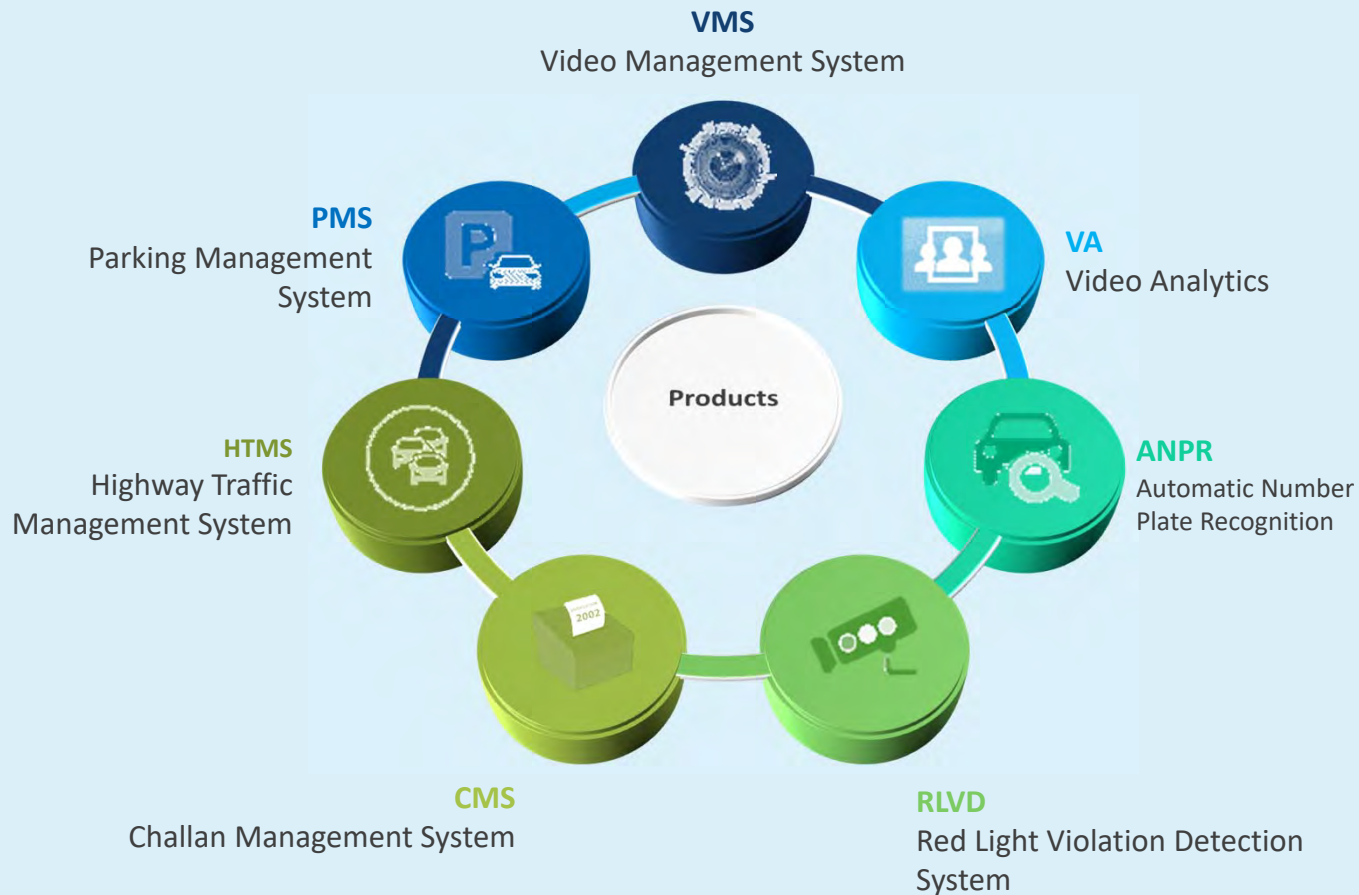 VMS
Video Management System
PMS
Parking Management
System
VA
Video Analytics
Products
HTMS
Highway Traffic
Management System
ANPR
Automatic Number
Plate Recognition
P
2002
CMS
Challan Management System
RLVD
Red Light Violation Detection
System